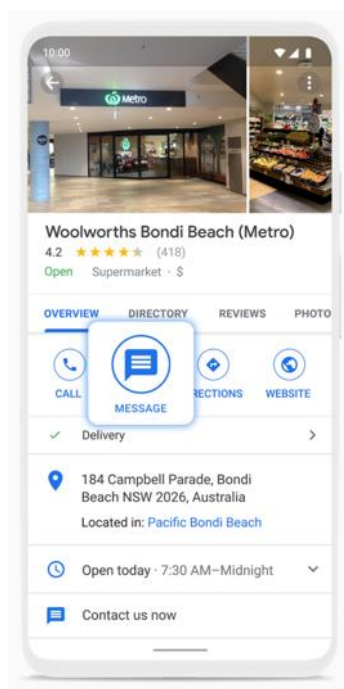 10:00
Metro
Woolworths Bondi Beach (Metro)
4.2 ★★★★★ (418)
Open Supermarket · $
OVERVIEW DIRECTORY REVIEWS PHOTO
CALL MESSAGE RECTIONS WEBSITE
Delivery
184 Campbell Parade, Bondi
Beach NSW 2026, Australia
Located in: Pacific Bondi Beach
Open today · 7:30 AM–Midnight
Contact us now